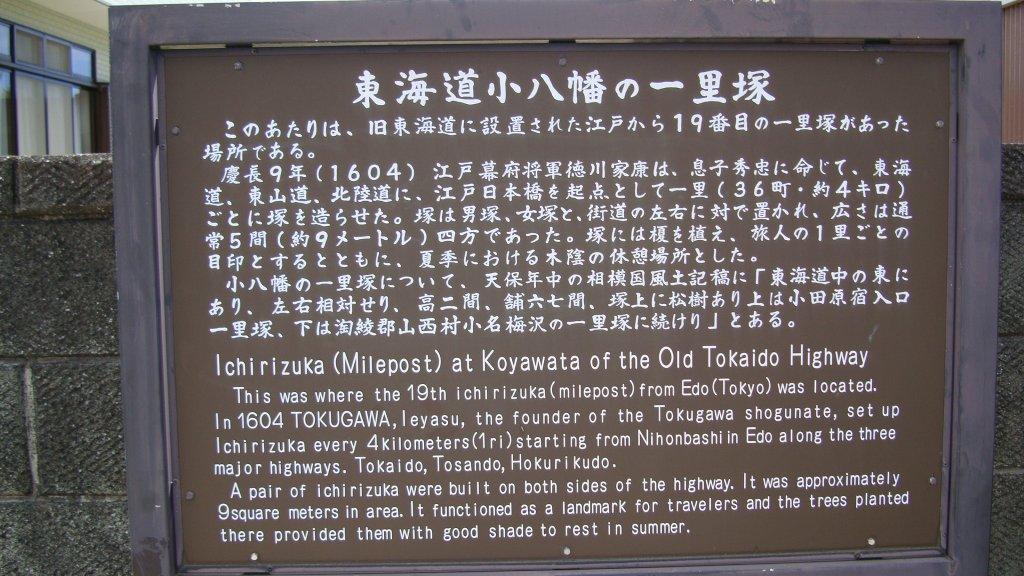 東海道小八幡の一里塚
このあたりは、旧東海道に設置された江戸から19番目の一里塚があった
場所である。
慶長9年(1604)江戸幕府将軍徳川家康は、息子秀忠に命じて、東海
道、東山道、北陸道に、江戸日本橋を起点として一里(36町・約4キロ)
ごとに塚を造らせた。塚は男塚、女塚と、街道の左右に対で置かれ、広さは通
常5間(約9メートル)四方であった。塚には榎を植え、旅人の1里ごとの
目印とするとともに、夏季における木陰の休憩場所とした。
小八幡の一里塚について、天保年中の相模国風土記稿に「東海道中の東に
あり、左右相対せり、高二間、舗六七間、塚上に松樹あり上は小田原宿入口
一里塚、下は淘綾郡山西村小名梅沢の一里塚に続けり」とある。
Ichirizuka (Milepost) at Koyawata of the Old Tokaido Highway
This was where the 19th ichirizuka(milepost) from Edo(Tokyo) was located.
In 1604 TOKUGAWA, Ieyasu, the founder of the Tokugawa shogunate, set up
Ichirizuka every 4kilometers(1ri)starting from Nihonbashi in Edo along the three
major highways. Tokaido, Tosando, Hokurikudo.
A pair of ichirizuka were built on both sides of the highway. It was approximately
9square meters in area. It functioned as a landmark for travelers and the trees planted
there provided them with good shade to rest in summer.